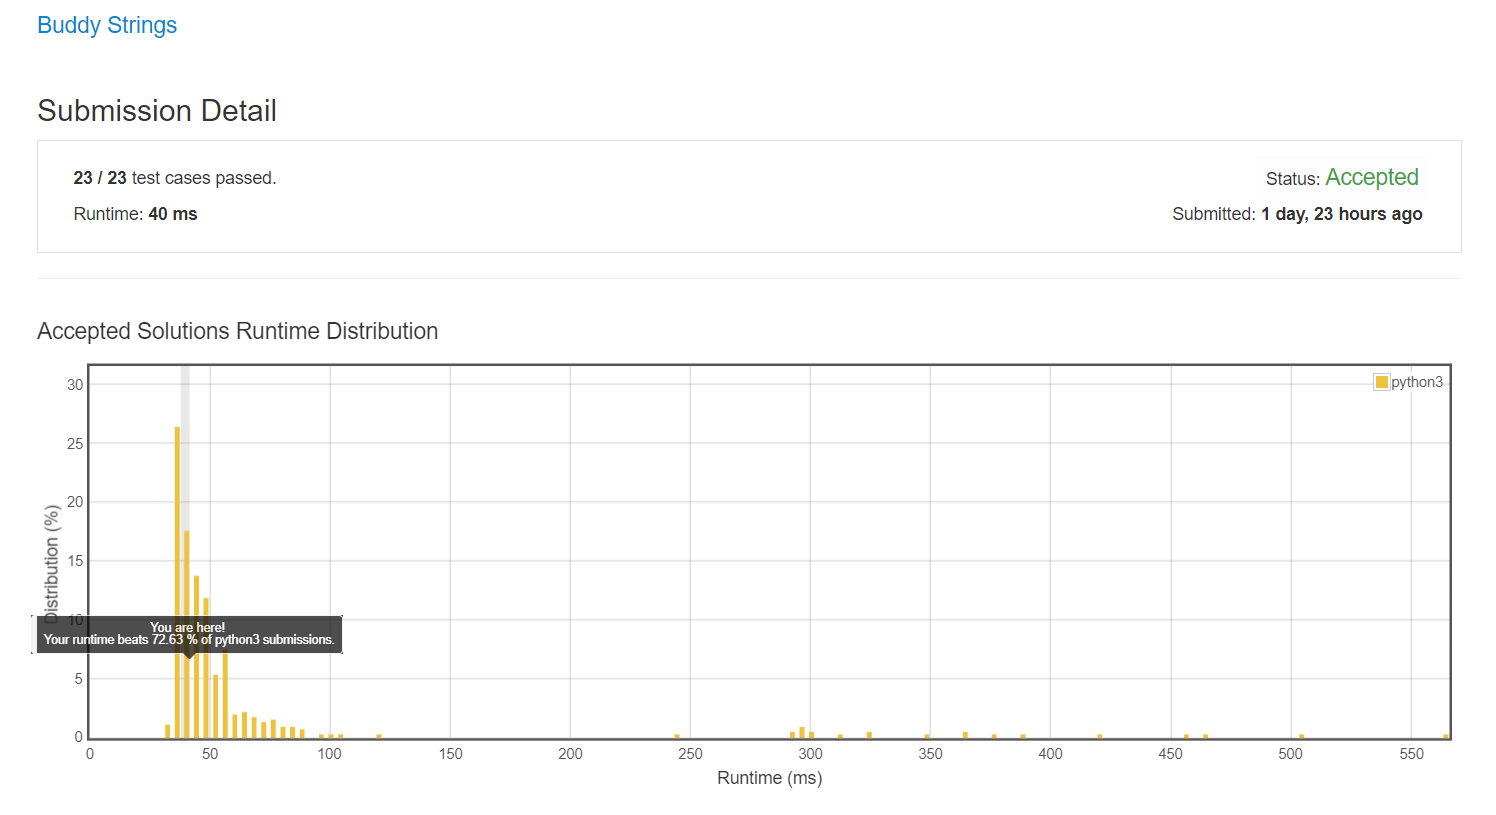 Buddy Strings
Submission Detail
23 / 23 test cases passed.
Status: Accepted
Runtime: 40 ms
Submitted: 1 day, 23 hours ago
Accepted Solutions Runtime Distribution
30
25
20
15
10
5
0
Distribution (%)
python3
You are here!
Your runtime beats 72.63 % of python3 submissions.
0 50 100 150 200 250 300 350 400 450 500 550
Runtime (ms)